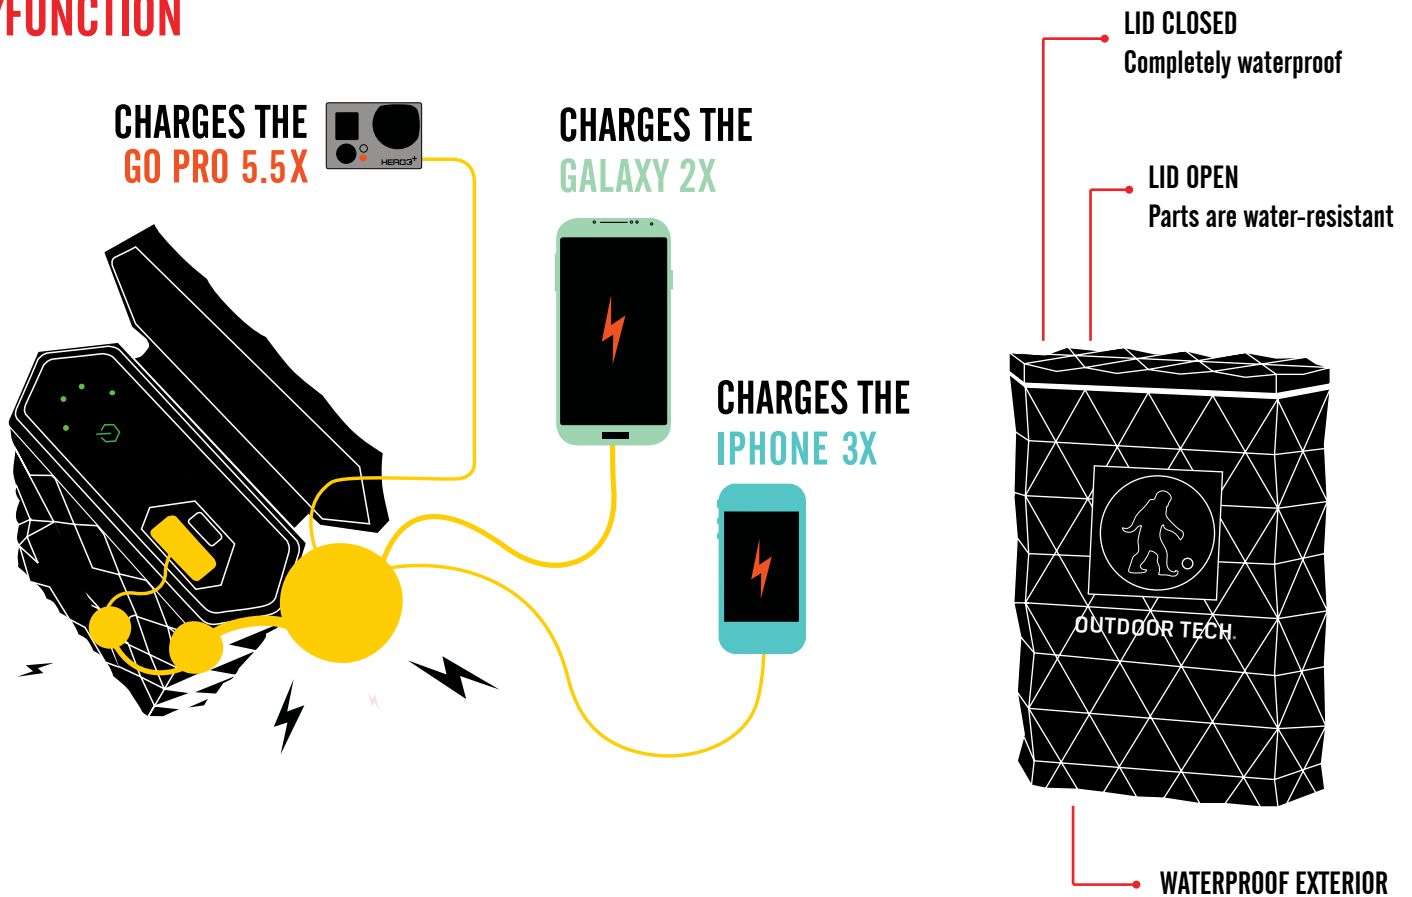 /FUNCTION
CHARGES THE
GO PRO 5.5X
HERO3+
CHARGES THE
GALAXY 2X
CHARGES THE
IPHONE 3X
LID CLOSED
Completely waterproof
LID OPEN
Parts are water-resistant
OUTDOOR TECH.
WATERPROOF EXTERIOR